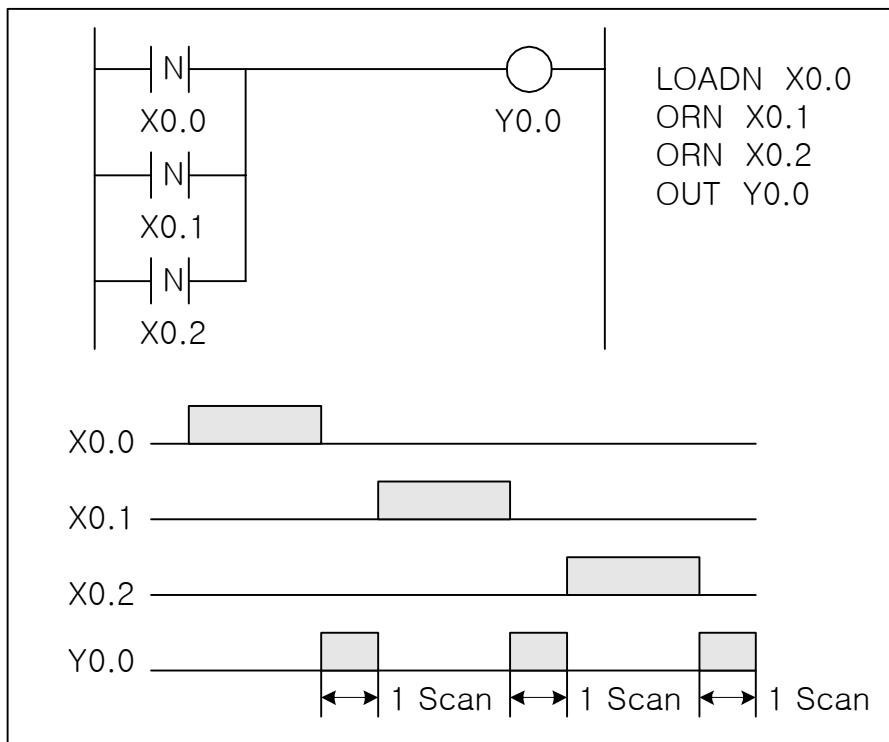 N
X0.0
Y0.0
N
X0.1
N
X0.2
LOADN X0.0
ORN X0.1
ORN X0.2
OUT Y0.0
X0.0
X0.1
X0.2
Y0.0
1 Scan
1 Scan
1 Scan